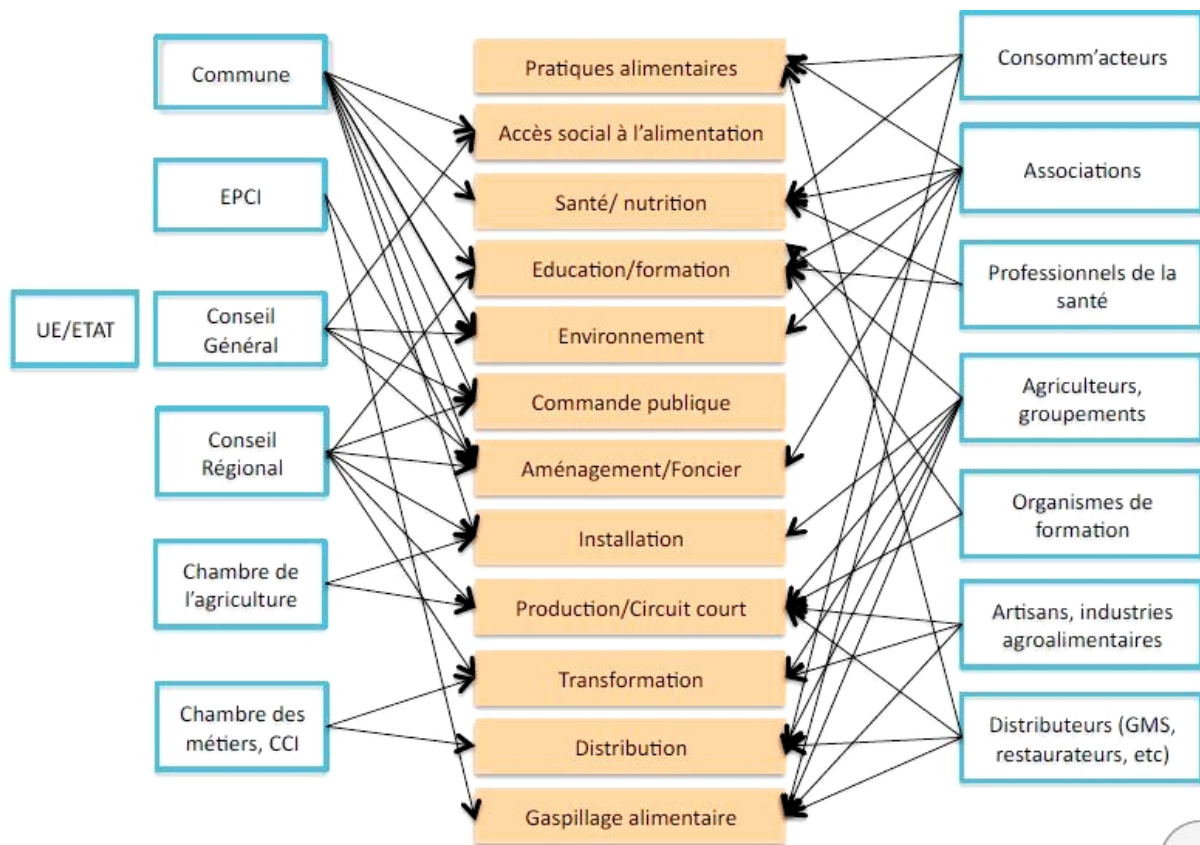 UE/ETAT
Commune
EPCI
Conseil
Général
Conseil
Régional
Chambre de
l'agriculture
Chambre des
métiers, CCI
Pratiques alimentaires
Accès social à l'alimentation
Santé/ nutrition
Education/formation
Environnement
Commande publique
Aménagement/Foncier
Installation
Production/Circuit court
Transformation
Distribution
Gaspillage alimentaire
Consomm'acteurs
Associations
Professionnels de la
santé
Agriculteurs,
groupements
Organismes de
formation
Artisans, industries
agroalimentaires
Distributeurs (GMS,
restaurateurs, etc)